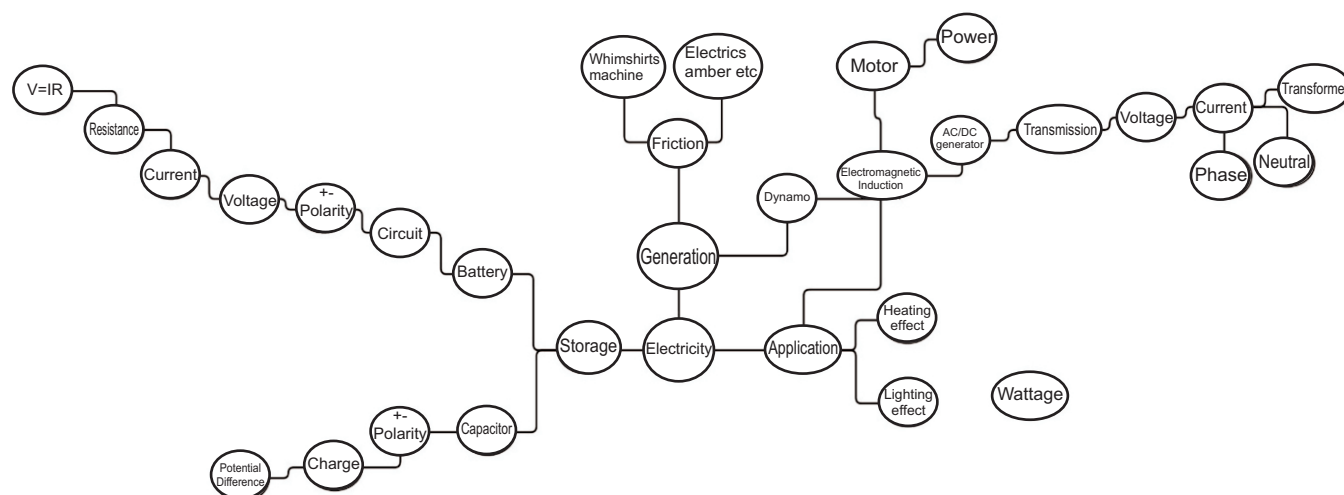 Power
Whimshirts
machine
Electrics
amber etc
Motor
V=IR
Transforme
Resistance
AC/DC
generator
Transmission
Voltage
Current
Friction
Neutral
Current
Electromagnetic
Induction
Phase
Voltage
+-
Polarity
Dynamo
Circuit
Generation
Battery
Heating
effect
Storage
Electricity
Application
Lighting
effect
Wattage
+-
Polarity
Capacitor
Charge
Potential
Difference